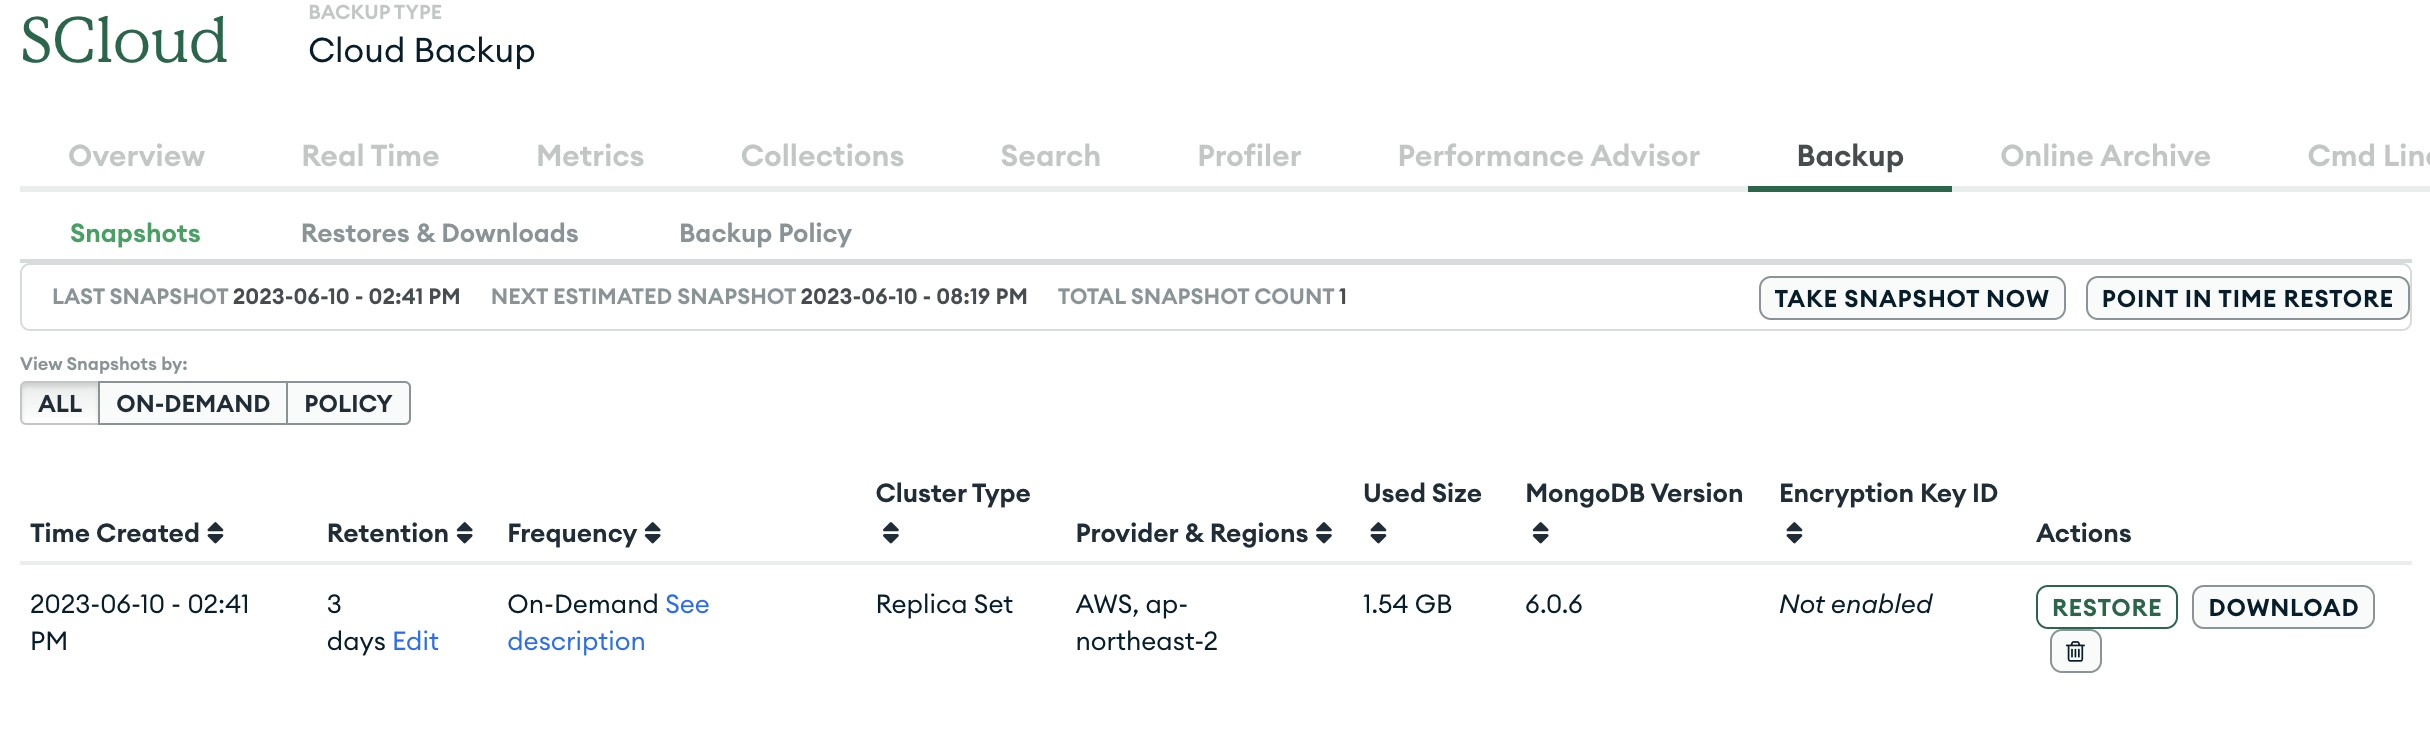 SCloud
BACKUP TYPE
Cloud Backup
Overview Real Time Metrics Collections Search Profiler Performance Advisor Backup Online Archive Cmd
Snapshots Restores & Downloads Backup Policy
LAST SNAPSHOT 2023-06-10 - 02:41 PM NEXT ESTIMATED SNAPSHOT 2023-06-10 - 08:19 PM TOTAL SNAPSHOT COUNT 1 TAKE SNAPSHOT NOW POINT IN TIME RESTORE
View Snapshots by:
ALL ON-DEMAND POLICY
Cluster Type Used Size MongoDB Version Encryption Key ID
Time Created Retention Frequency Provider & Regions Actions
2023-06-10 - 02:41 3 On-Demand See Replica Set AWS, ap- 1.54 GB 6.0.6 Not enabled RESTORE DOWNLOAD
PM days Edit description northeast-2